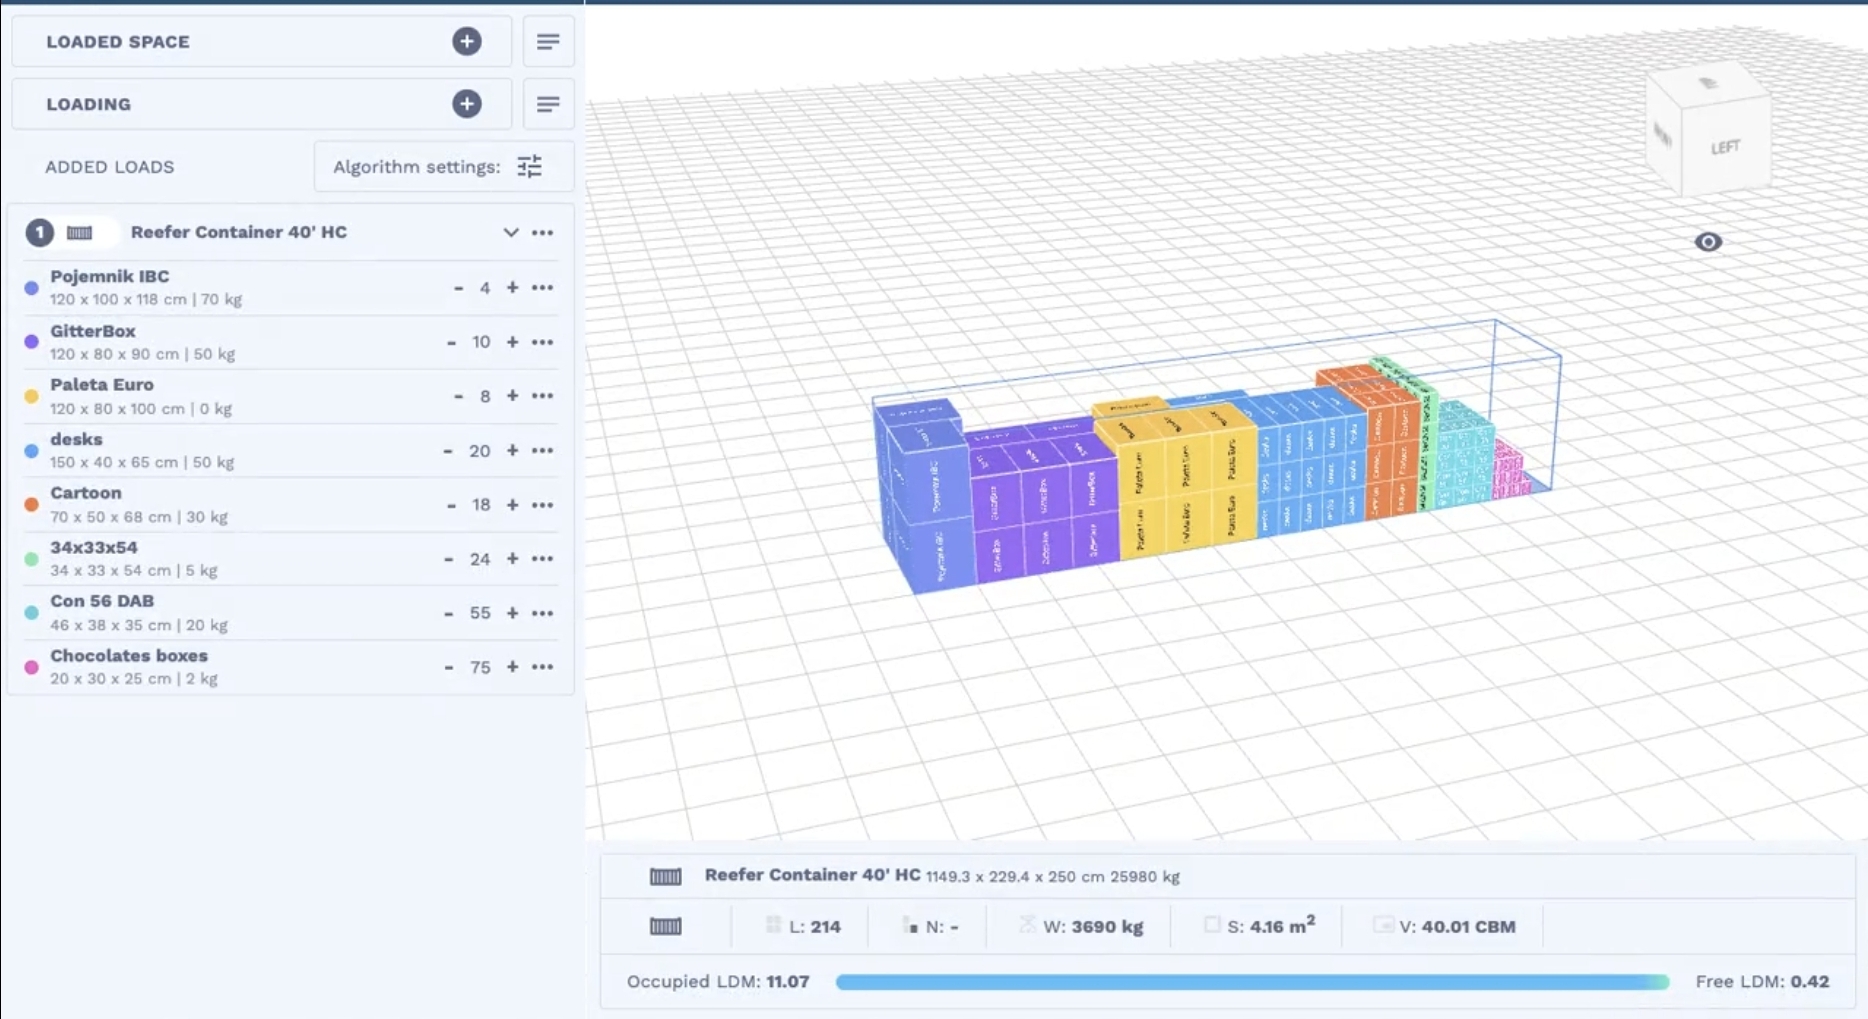 LOADED SPACE
LOADING
ADDED LOADS
Algorithm settings:
1 Reefer Container 40' HC
Pojemnik IBC
120 x 100 x 118 cm | 70 kg
- 4 +
GitterBox
120 x 80 x 90 cm | 50 kg
- 10 +
Paleta Euro
120 x 80 x 100 cm | 0 kg
- 8 +
desks
150 x 40 x 65 cm | 50 kg
- 20 +
Cartoon
70 x 50 x 68 cm | 30 kg
- 18 +
34x33x54
34 x 33 x 54 cm | 5 kg
- 24 +
Con 56 DAB
46 x 38 x 35 cm | 20 kg
- 55 +
Chocolates boxes
20 x 30 x 25 cm | 2 kg
- 75 +
LEFT
Reefer Container 40' HC 1149.3 x 229.4 x 250 cm 25980 kg
L: 214
N: -
W: 3690 kg
S: 4.16 m²
V: 40.01 CBM
Occupied LDM: 11.07
Free LDM: 0.42